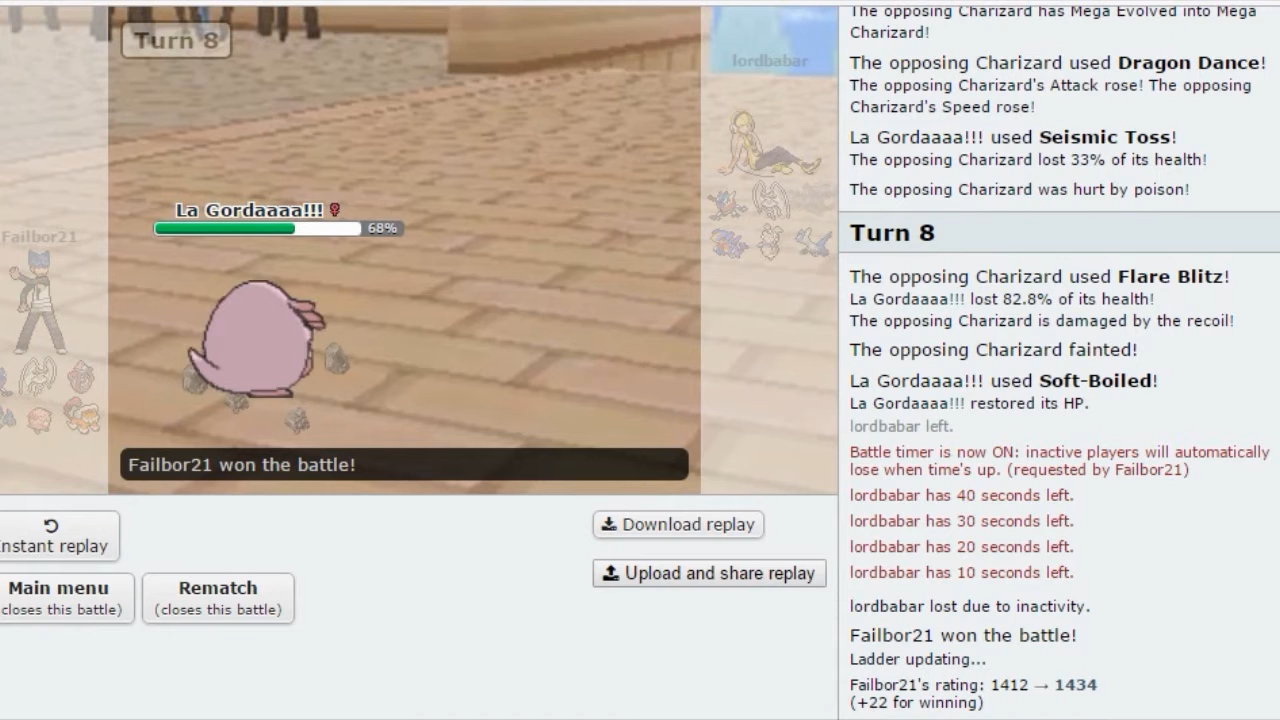 Turn 8
lordbabar
La Gordaaaa!!!
68%
Failbor21
Failbor21 won the battle!
Instant replay
Main menu
(closes this battle)
Rematch
(closes this battle)
Download replay
Upload and share replay
The opposing Charizard has Mega Evolved into Mega
Charizard!
The opposing Charizard used Dragon Dance!
The opposing Charizard's Attack rose! The opposing
Charizard's Speed rose!
La Gordaaaa!!! used Seismic Toss!
The opposing Charizard lost 33% of its health!
The opposing Charizard was hurt by poison!
Turn 8
The opposing Charizard used Flare Blitz!
La Gordaaaa!!! lost 82.8% of its health!
The opposing Charizard is damaged by the recoil!
The opposing Charizard fainted!
La Gordaaaa!!! used Soft-Boiled!
La Gordaaaa!!! restored its HP.
lordbabar left.
Battle timer is now ON: inactive players will automatically
lose when time's up. (requested by Failbor21)
lordbabar has 40 seconds left.
lordbabar has 30 seconds left.
lordbabar has 20 seconds left.
lordbabar has 10 seconds left.
lordbabar lost due to inactivity.
Failbor21 won the battle!
Ladder updating...
Failbor21's rating: 1412 → 1434
(+22 for winning)